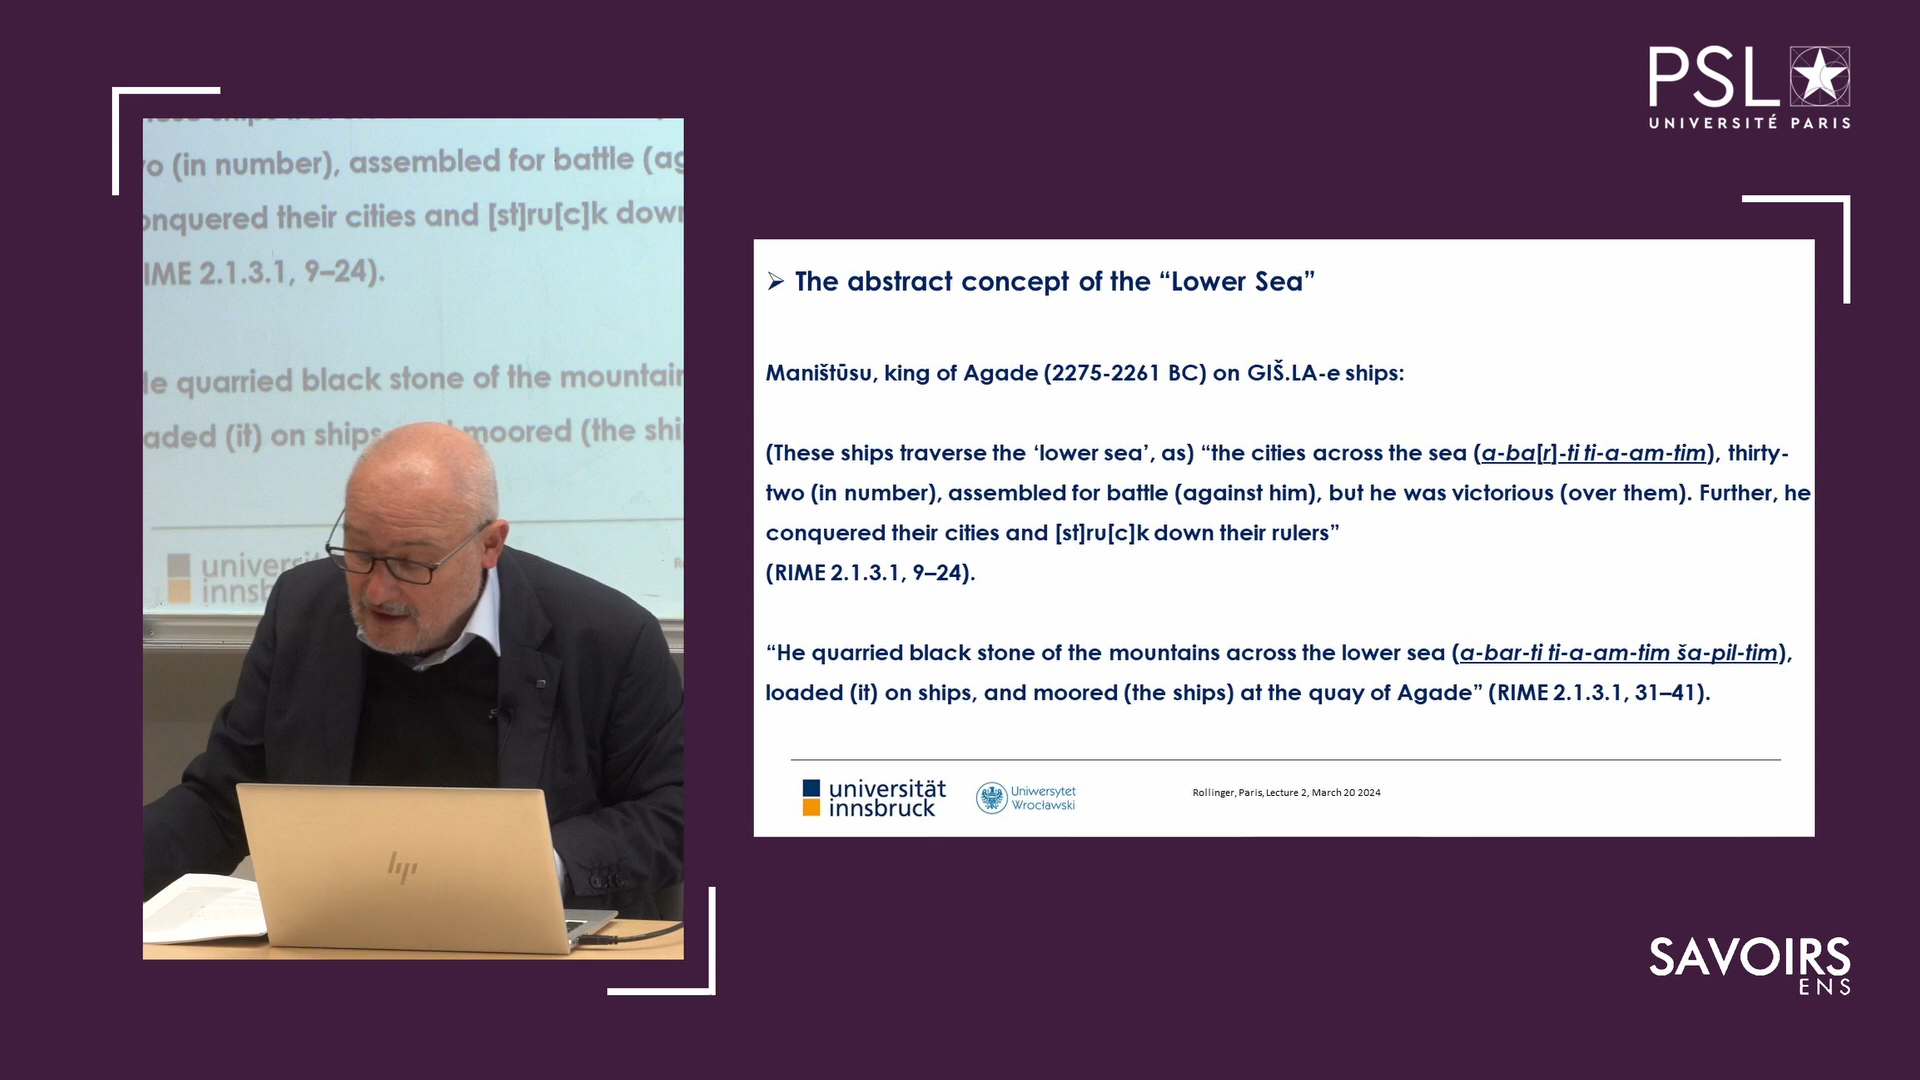 PSL
UNIVERSITÉ PARIS
(in number), assembled for battle
conquered their cities and [st]ru[c]k down
RIME 2.1.3.1, 9–24).
quarried black stone of the
(it) on ships moored (the
➢ The abstract concept of the “Lower Sea”
Maništūsu, king of Agade (2275-2261 BC) on GIŠ.LA-e ships:
(These ships traverse the ‘lower sea’, as) “the cities across the sea (a-ba[r]-ti ti-a-am-tim), thirty-
two (in number), assembled for battle (against him), but he was victorious (over them). Further, he
conquered their cities and [st]ru[c]k down their rulers”
(RIME 2.1.3.1, 9–24).
“He quarried black stone of the mountains across the lower sea (a-bar-ti ti-a-am-tim ša-pil-tim),
loaded (it) on ships, and moored (the ships) at the quay of Agade” (RIME 2.1.3.1, 31–41).
universität
innsbruck
Uniwersytet
Wrocławski
Rollinger, Paris, Lecture 2, March 20 2024
hp
SAVOIRS
ENS